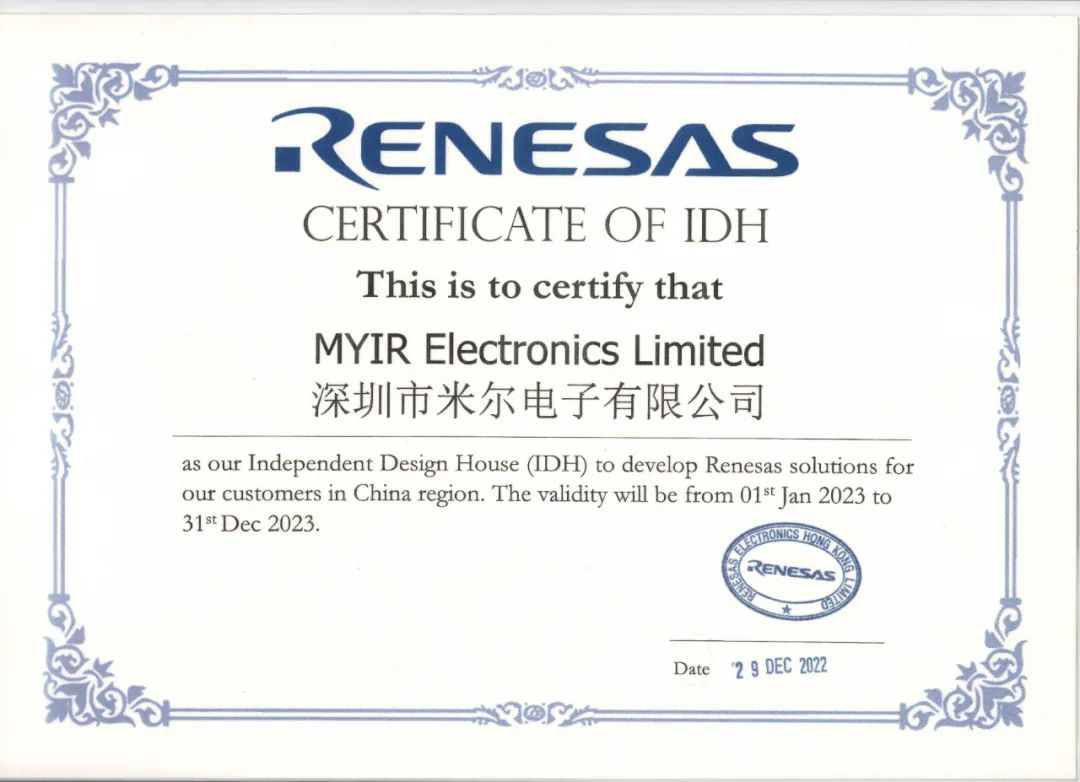 RENESAS
CERTIFICATE OF IDH
This is to certify that
MYIR Electronics Limited
深圳市米尔电子有限公司
as our Independent Design House (IDH) to develop Renesas solutions for
our customers in China region. The validity will be from 01st Jan 2023 to
31st Dec 2023.
RENESAS ELECTRONICS HONG KONG LIMITED
RENESAS
Date 29 DEC 2022